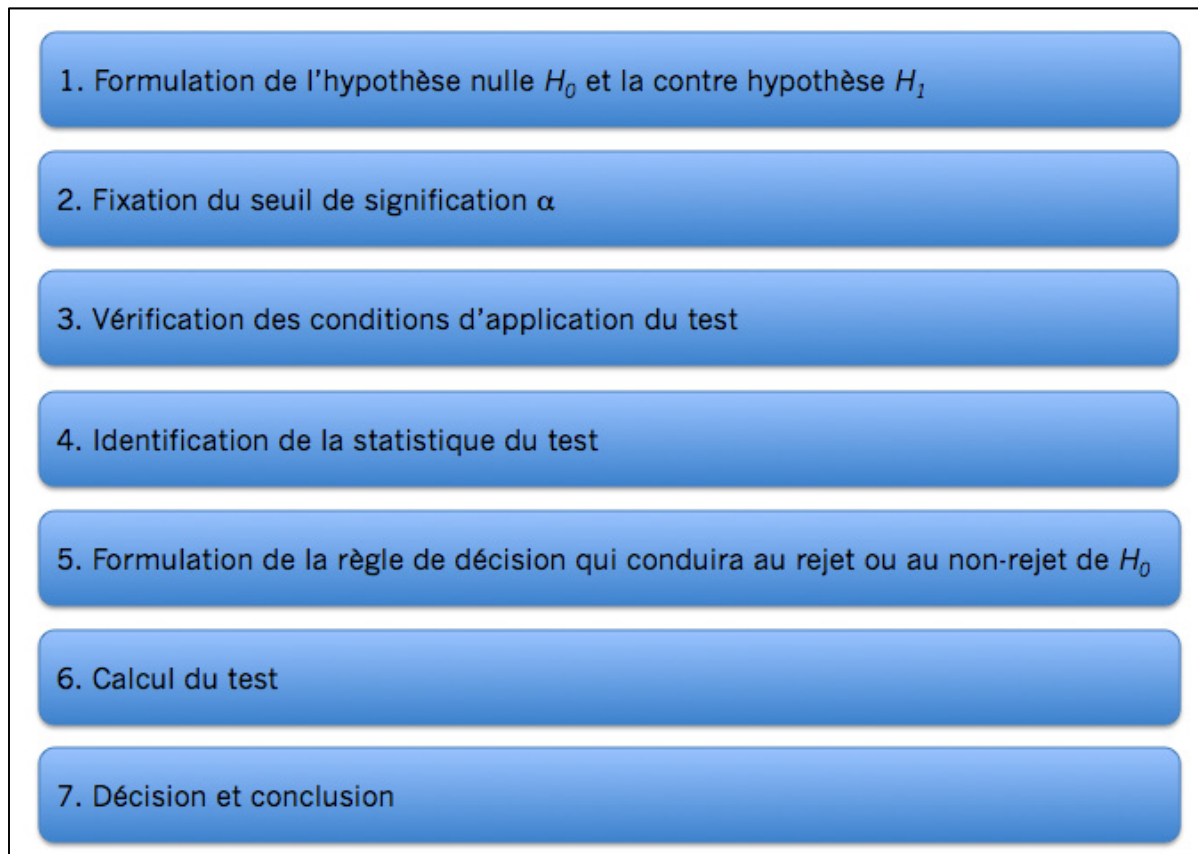 1. Formulation de l'hypothèse nulle H₀ et la contre hypothèse H₁
2. Fixation du seuil de signification α
3. Vérification des conditions d'application du test
4. Identification de la statistique du test
5. Formulation de la règle de décision qui conduira au rejet ou au non-rejet de H₀
6. Calcul du test
7. Décision et conclusion